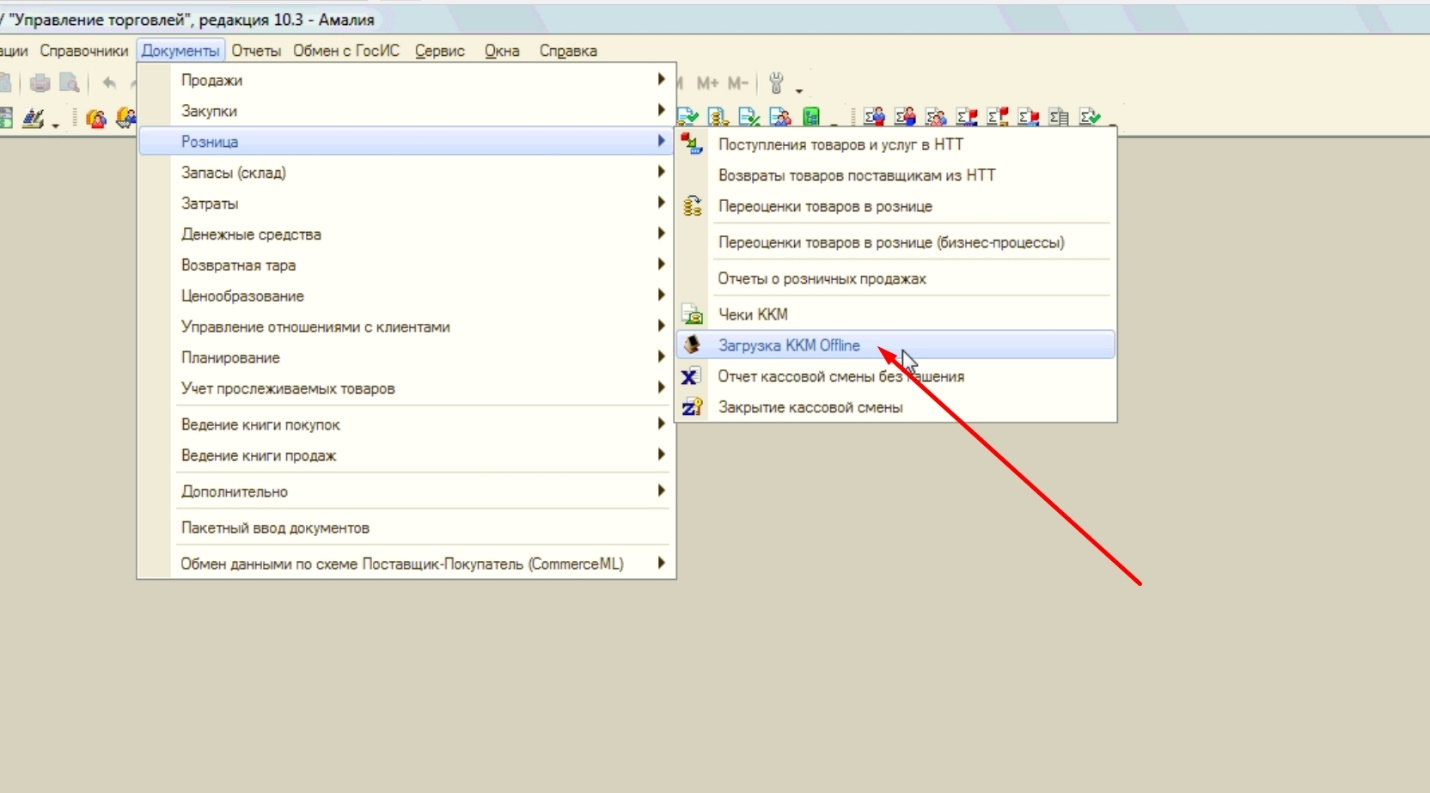 / "Управление торговлей", редакция 10.3 - Амалия
ации Справочники Документы Отчеты Обмен с ГосИС Сервис Окна Справка
M+ M-
Продажи
Закупки
Розница
Запасы (склад)
Затраты
Денежные средства
Возвратная тара
Ценообразование
Управление отношениями с клиентами
Планирование
Учет прослеживаемых товаров
Ведение книги покупок
Ведение книги продаж
Дополнительно
Пакетный ввод документов
Обмен данными по схеме Поставщик-Покупатель (CommerceML)
Поступления товаров и услуг в НТТ
Возвраты товаров поставщикам из НТТ
Переоценки товаров в рознице
Переоценки товаров в рознице (бизнес-процессы)
Отчеты о розничных продажах
Чеки ККМ
Загрузка ККМ Offline
Отчет кассовой смены без гашения
Закрытие кассовой смены